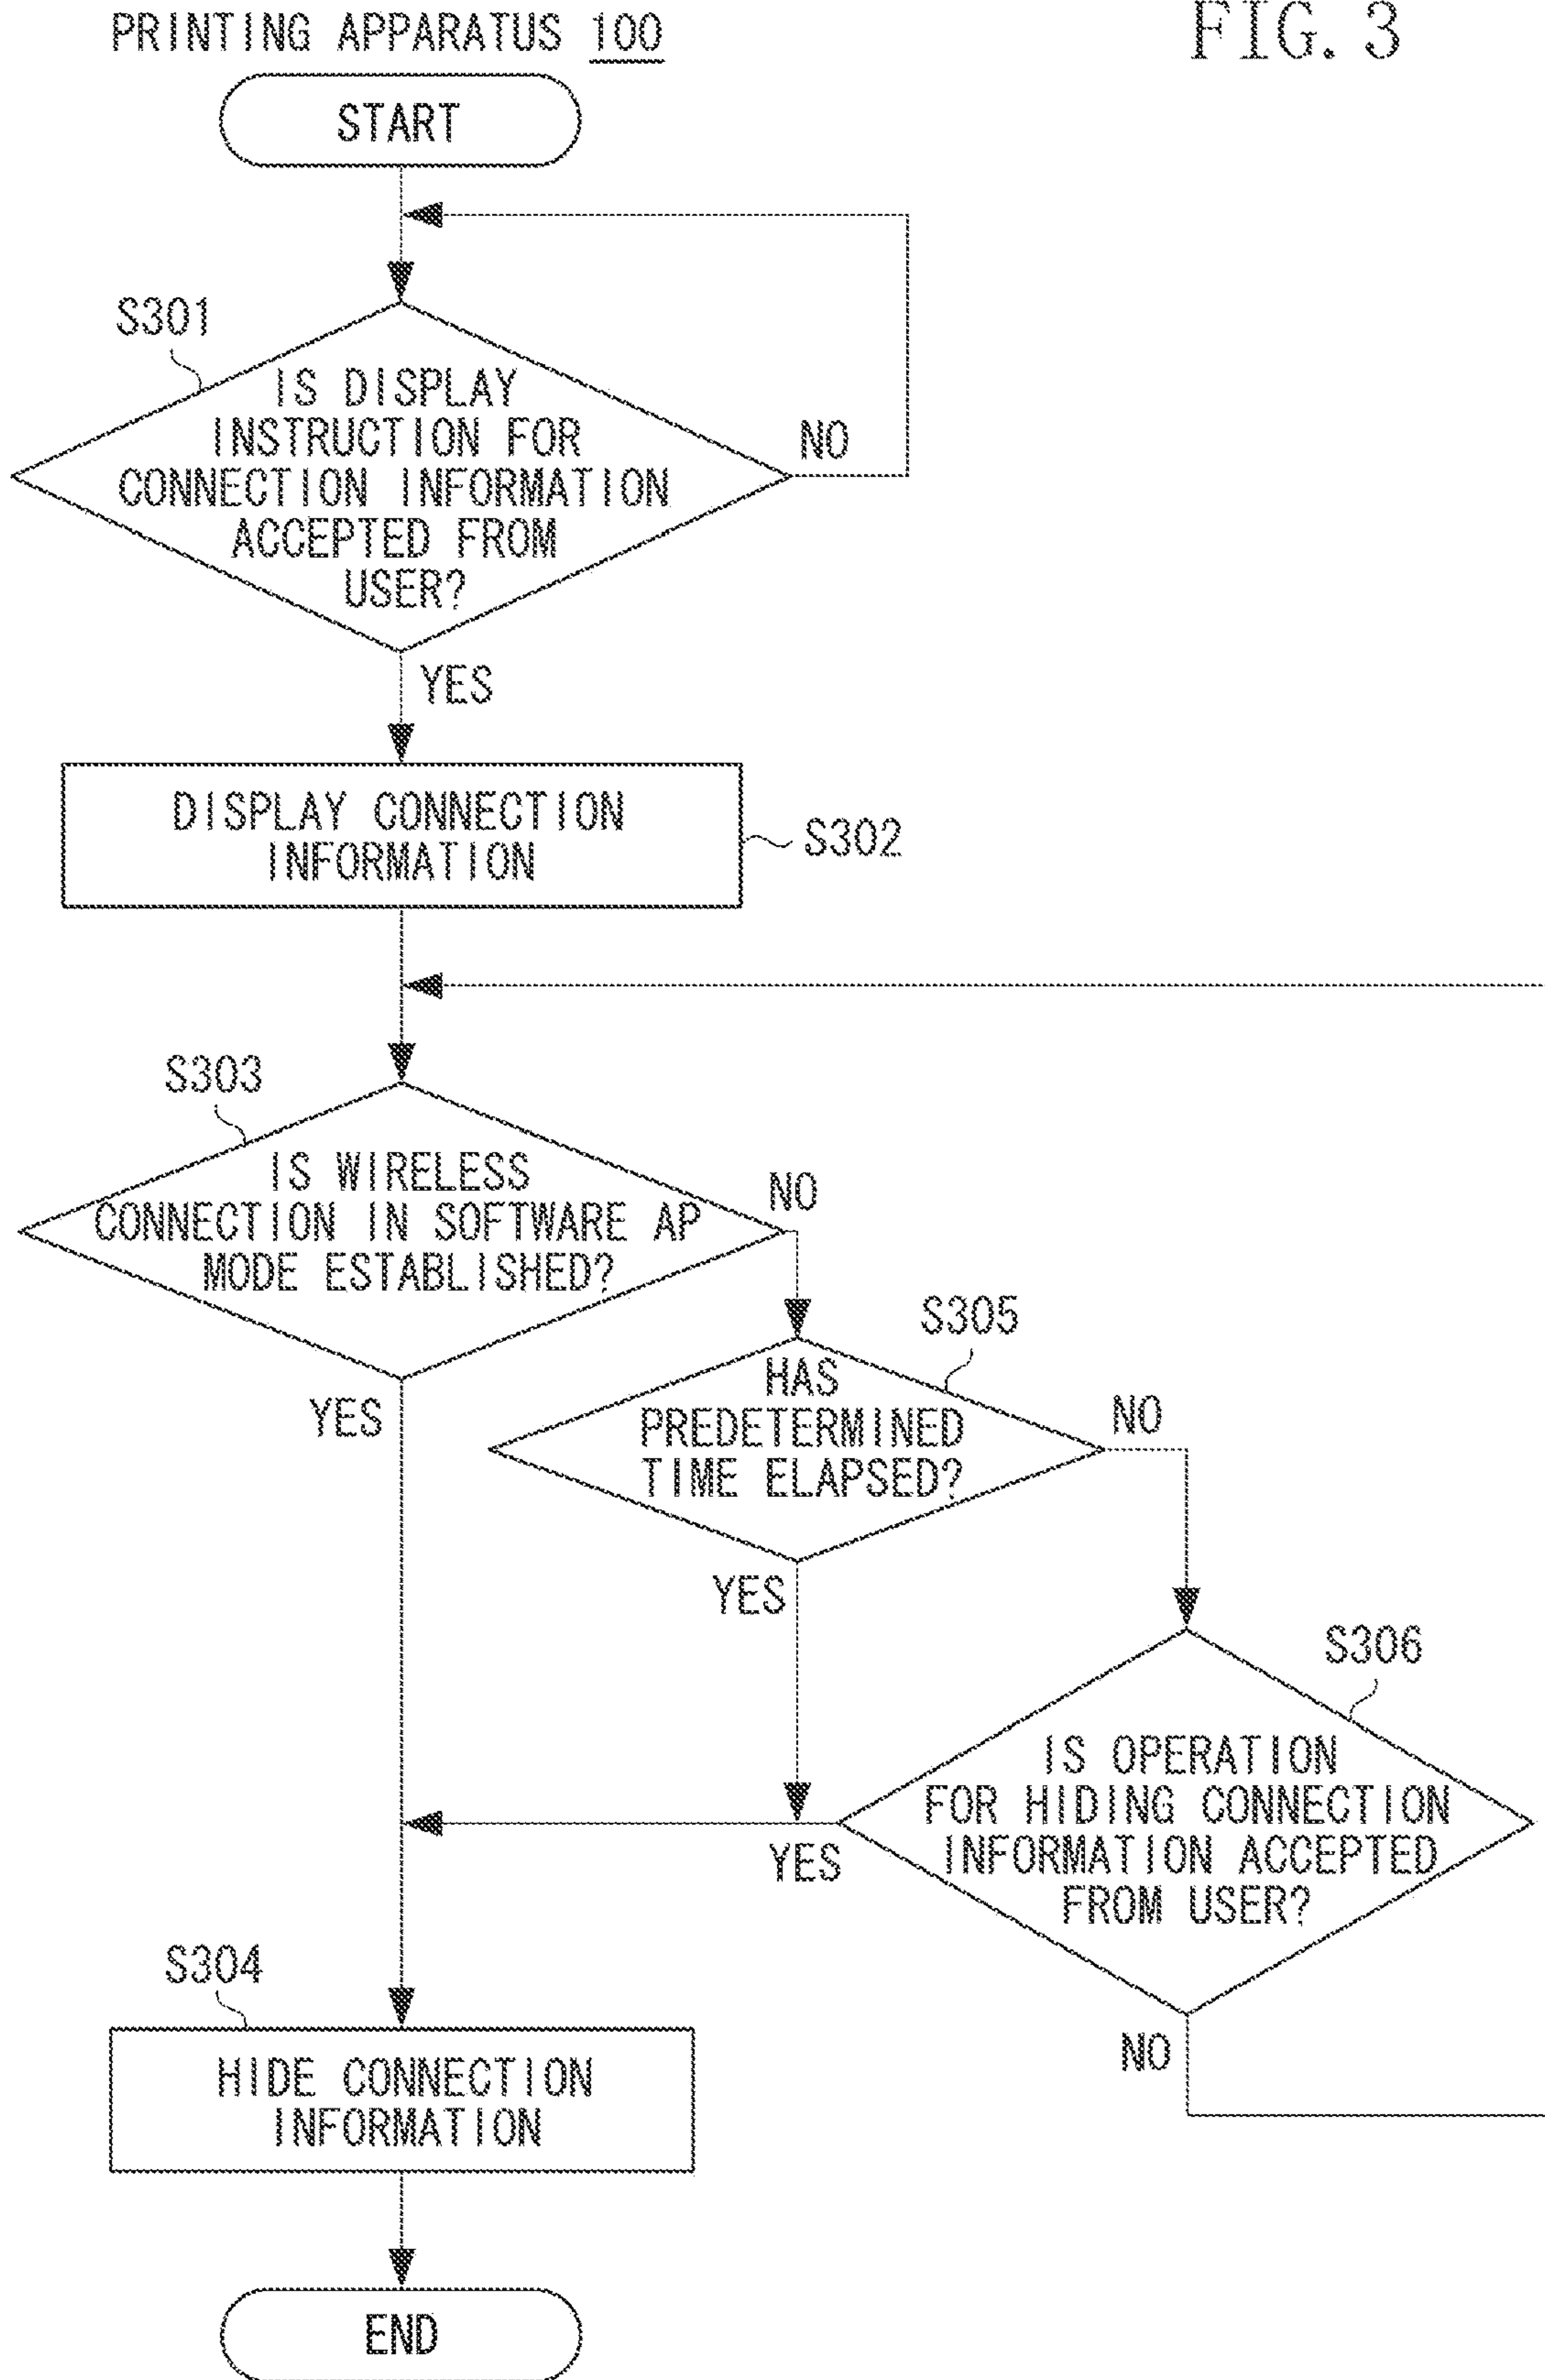 PRINTING APPARATUS 100
FIG. 3
START
S301
IS DISPLAY
INSTRUCTION FOR
CONNECTION INFORMATION
ACCEPTED FROM
USER?
NO
YES
DISPLAY CONNECTION
INFORMATION
S302
S303
IS WIRELESS
CONNECTION IN SOFTWARE AP
MODE ESTABLISHED?
NO
YES
S305
HAS
PREDETERMINED
TIME ELAPSED?
NO
YES
S306
IS OPERATION
FOR HIDING CONNECTION
INFORMATION ACCEPTED
FROM USER?
YES
NO
S304
HIDE CONNECTION
INFORMATION
END